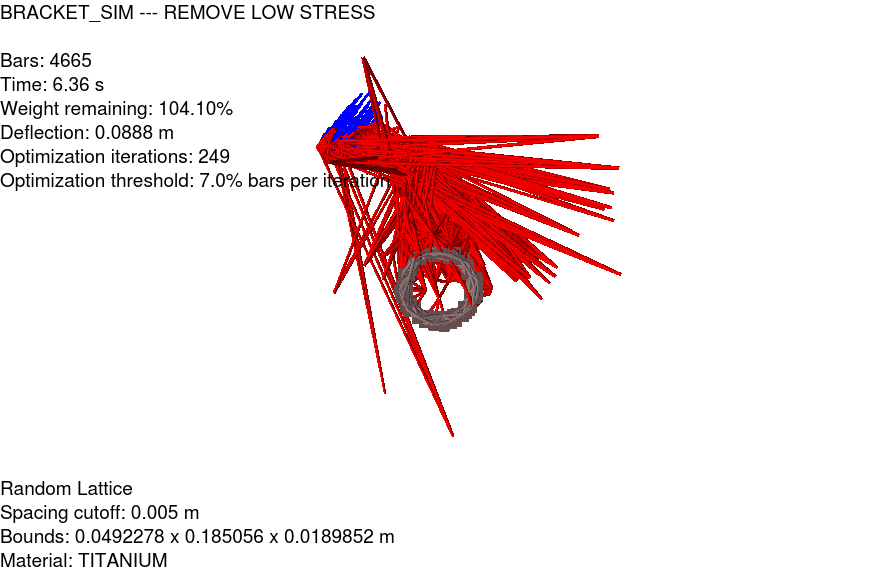 BRACKET_SIM --- REMOVE LOW STRESS
Bars: 4665
Time: 6.36 s
Weight remaining: 104.10%
Deflection: 0.0888 m
Optimization iterations: 249
Optimization threshold: 7.0% bars per iteration
Random Lattice
Spacing cutoff: 0.005 m
Bounds: 0.0492278 x 0.185056 x 0.0189852 m
Material: TITANIUM